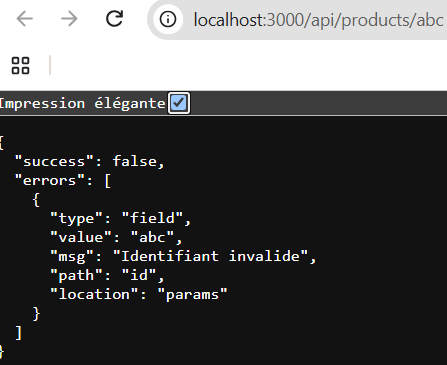 localhost:3000/api/products/abc
Impression élégante
{
  "success": false,
  "errors": [
    {
      "type": "field",
      "value": "abc",
      "msg": "Identifiant invalide",
      "path": "id",
      "location": "params"
    }
  ]
}